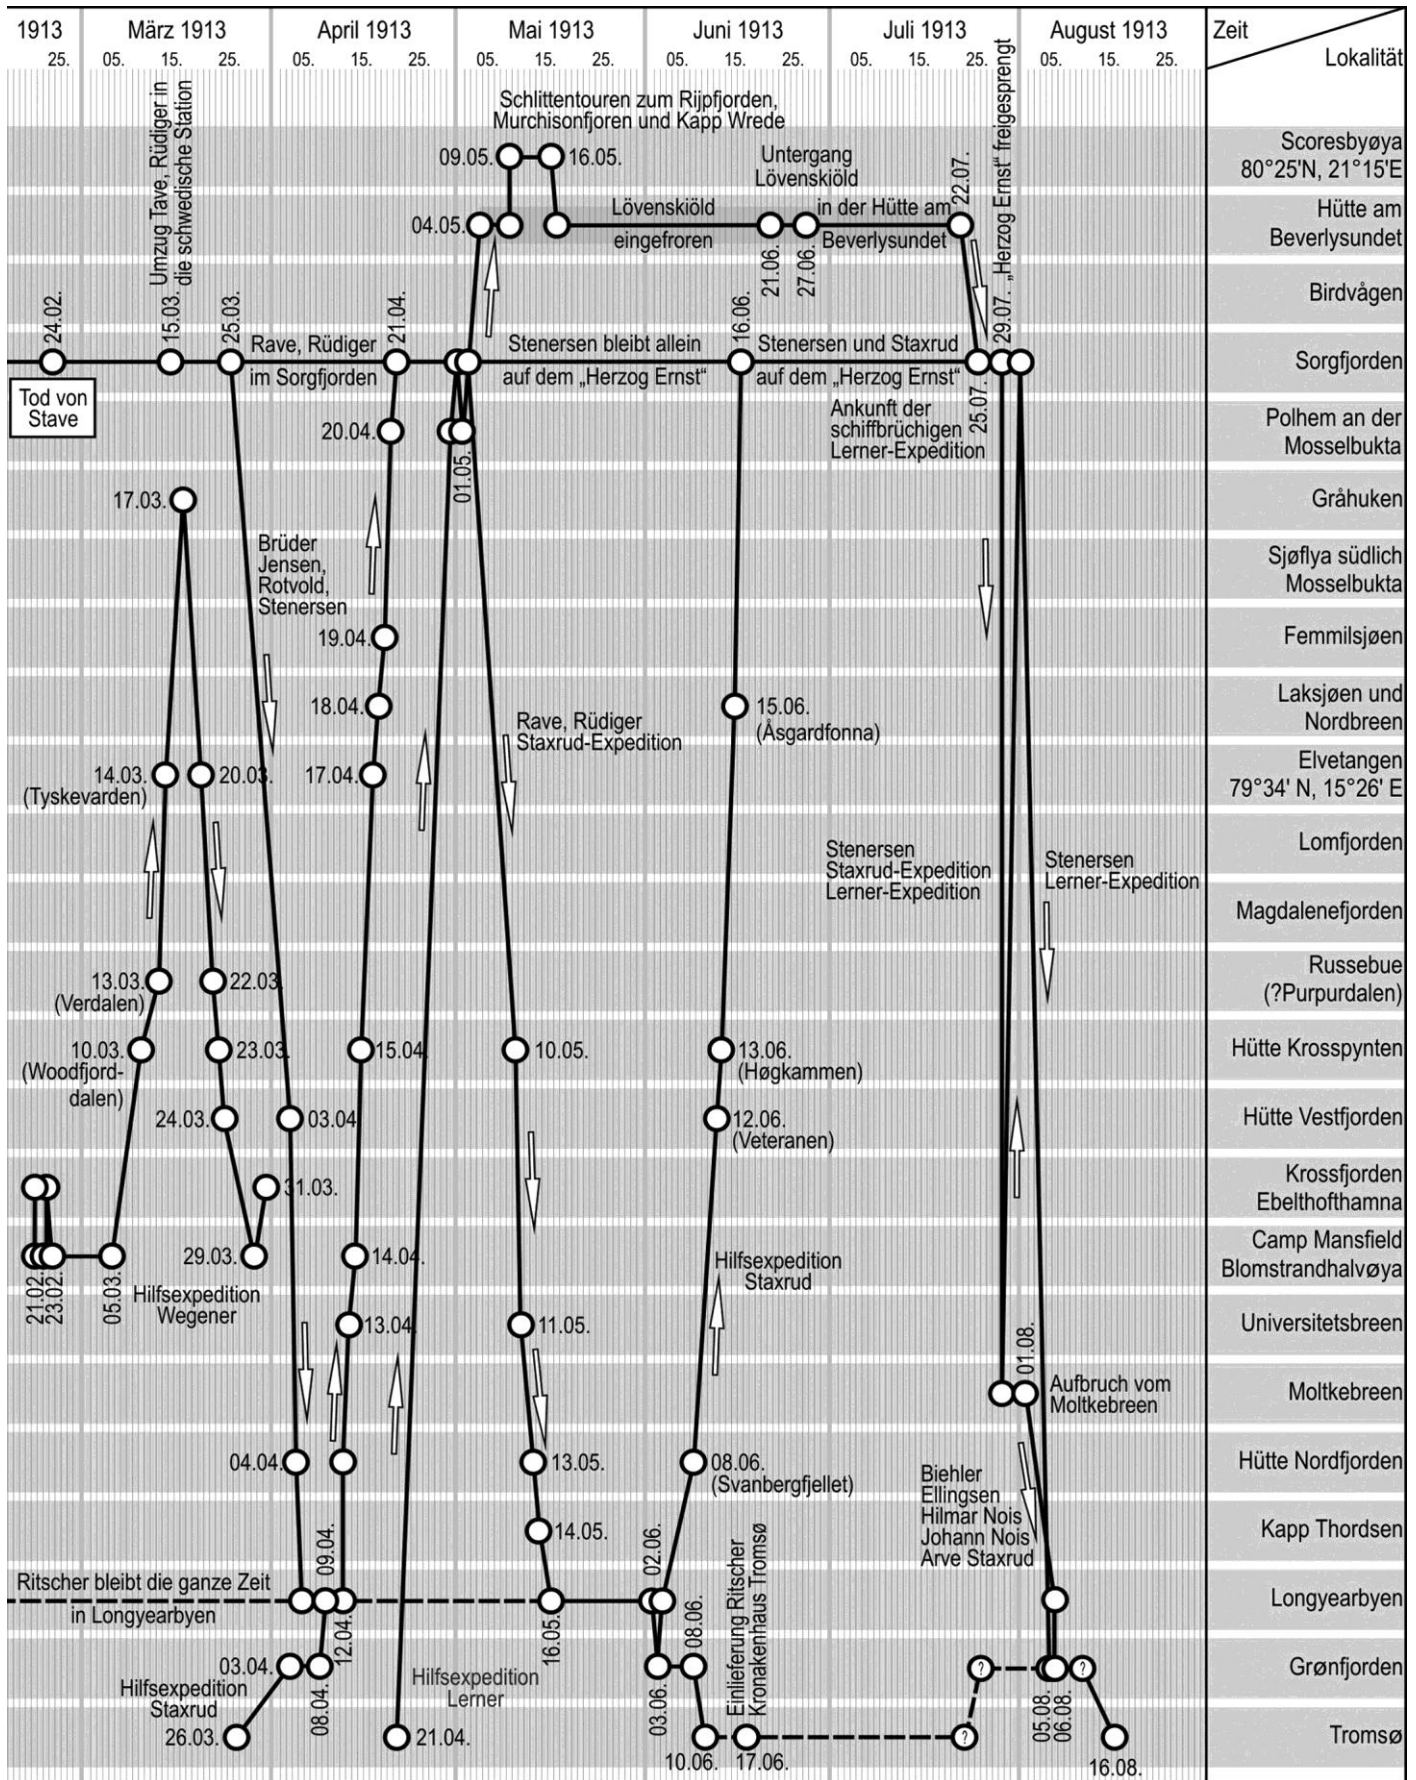 1913
März 1913
April 1913
Mai 1913
Juni 1913
Juli 1913
August 1913
Zeit
Lokalität
25.
05.
15.
25.
05.
15.
25.
05.
15.
25.
05.
15.
25.
05.
15.
25.
05.
15.
25.
Umzug Tave, Rüdiger in
die schwedische Station
Schlittentouren zum Rijpfjorden,
Murchisonfjoren und Kapp Wrede
09.05.
16.05.
Untergang
Lövenskiöld
22.07.
29.07. „Herzog Ernst“ freigesprengt
Scoresbyøya
80°25'N, 21°15'E
04.05.
Lövenskiöld
eingefroren
in der Hütte am
Beverlysundet
21.06.
27.06.
Hütte am
Beverlysundet
Birdvågen
24.02.
15.03.
25.03.
21.04.
16.06.
Rave, Rüdiger
im Sorgfjorden
Stenersen bleibt allein
auf dem „Herzog Ernst“
Stenersen und Staxrud
auf dem „Herzog Ernst“
25.07.
Sorgfjorden
Tod von
Stave
20.04.
01.05.
Ankunft der
schiffbrüchigen
Lerner-Expedition
Polhem an der
Mosselbukta
17.03.
Gråhuken
Brüder
Jensen,
Rotvold,
Stenersen
Sjøflya südlich
Mosselbukta
19.04.
Femmilsjøen
18.04.
15.06.
(Åsgardfonna)
Laksjøen und
Nordbreen
Rave, Rüdiger
Staxrud-Expedition
14.03.
(Tyskevarden)
20.03.
17.04.
Elvetangen
79°34' N, 15°26' E
Lomfjorden
Stenersen
Staxrud-Expedition
Lerner-Expedition
Stenersen
Lerner-Expedition
Magdalenefjorden
13.03.
(Verdalen)
22.03.
Russebue
(?Purpurdalen)
10.03.
(Woodfjord-
dalen)
23.03.
15.04.
10.05.
13.06.
(Høgkammen)
Hütte Krosspynten
24.03.
03.04.
12.06.
(Veteranen)
Hütte Vestfjorden
31.03.
Krossfjorden
Ebelthofthamna
21.02.
23.02.
05.03.
29.03.
14.04.
Hilfsexpedition
Wegener
Hilfsexpedition
Staxrud
Camp Mansfield
Blomstrandhalvøya
13.04.
11.05.
Universitetsbreen
01.08.
Aufbruch vom
Moltkebreen
Moltkebreen
04.04.
13.05.
08.06.
(Svanbergfjellet)
Biehler
Ellingsen
Hilmar Nois
Johann Nois
Arve Staxrud
Hütte Nordfjorden
14.05.
Kapp Thordsen
Ritscher bleibt die ganze Zeit
in Longyearbyen
09.04.
12.04.
16.05.
02.06.
Longyearbyen
03.04.
08.04.
03.06.
08.06.
Einlieferung Ritscher
Kronakenhaus Tromsø
?
?
05.08.
06.08.
Grønfjorden
Hilfsexpedition
Staxrud
26.03.
Hilfsexpedition
Lerner
21.04.
10.06.
17.06.
?
16.08.
Tromsø